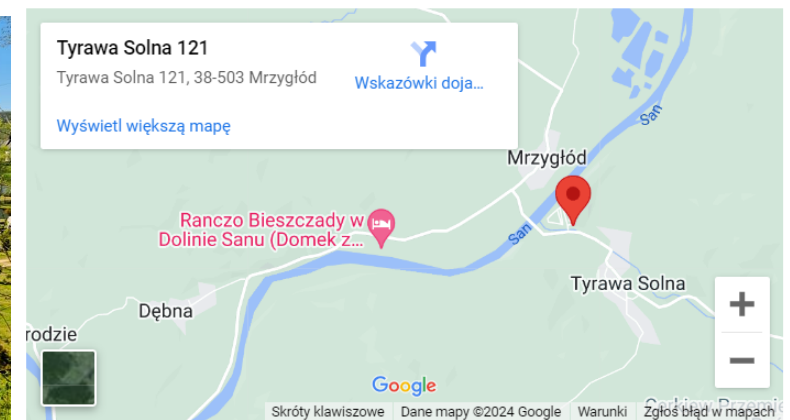 Tyrawa Solna 121
Tyrawa Solna 121, 38-503 Mrzygłód
Wskazówki doja...
Wyświetl większą mapę
San
Mrzygłód
Ranczo Bieszczady w
Dolinie Sanu (Domek z...
San
Tyrawa Solna
Dębna
rodzie
Google
Skróty klawiszowe
Dane mapy ©2024 Google
Warunki
Zgłoś błąd w mapach